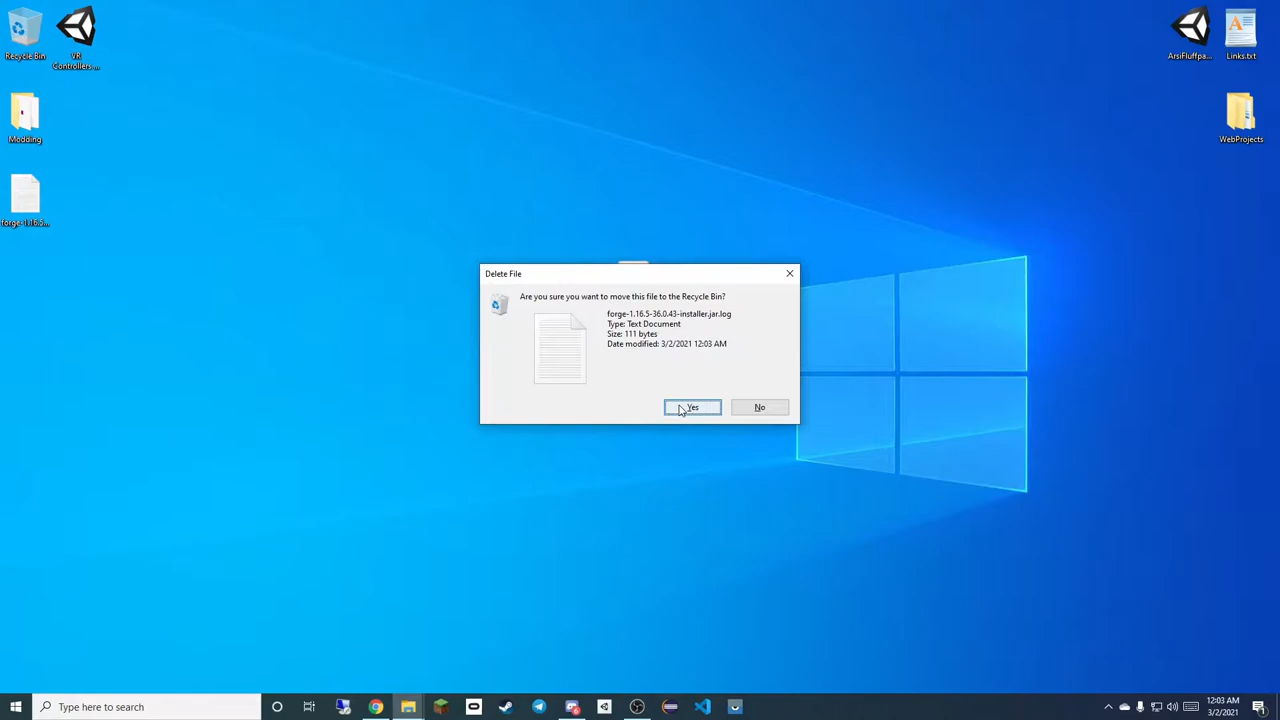 Recycle Bin
VR
Controllers ...
Modding
forge-1.16.5...
ArsiFluffpa...
Links.txt
WebProjects
Delete File
Are you sure you want to move this file to the Recycle Bin?
forge-1.16.5-36.0.43-installer.jar.log
Type: Text Document
Size: 111 bytes
Date modified: 3/2/2021 12:03 AM
Yes
No
Type here to search
12:03 AM
3/2/2021